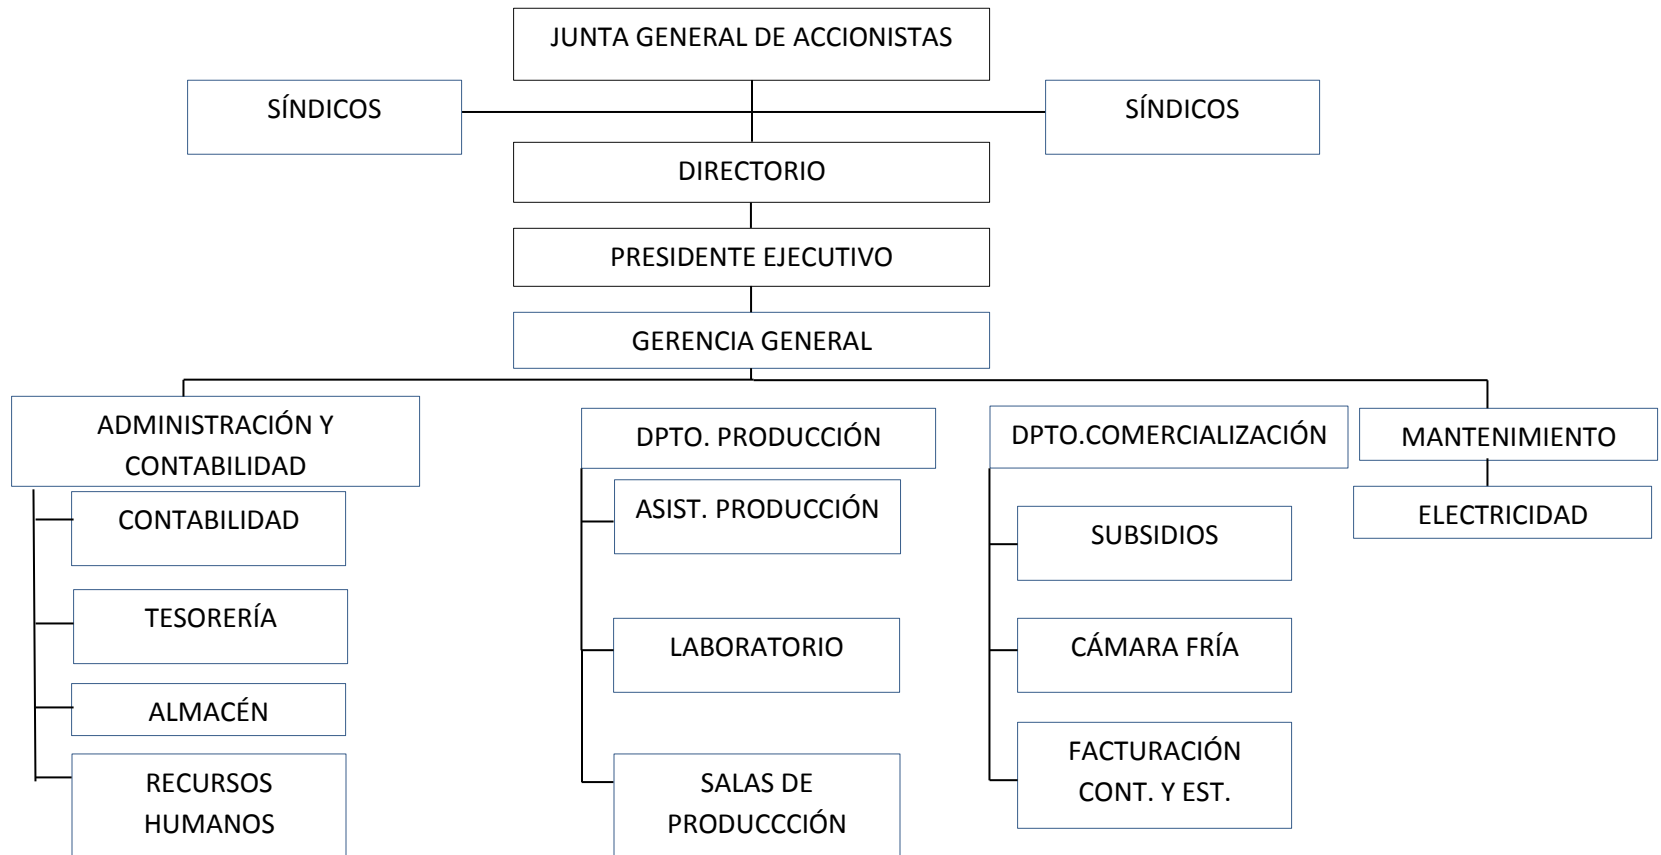 JUNTA GENERAL DE ACCIONISTAS
SÍNDICOS
SÍNDICOS
DIRECTORIO
PRESIDENTE EJECUTIVO
GERENCIA GENERAL
ADMINISTRACIÓN Y
CONTABILIDAD
CONTABILIDAD
TESORERÍA
ALMACÉN
RECURSOS
HUMANOS
DPTO. PRODUCCIÓN
ASIST. PRODUCCIÓN
LABORATORIO
SALAS DE
PRODUCCCIÓN
DPTO.COMERCIALIZACIÓN
SUBSIDIOS
CÁMARA FRÍA
FACTURACIÓN
CONT. Y EST.
MANTENIMIENTO
ELECTRICIDAD